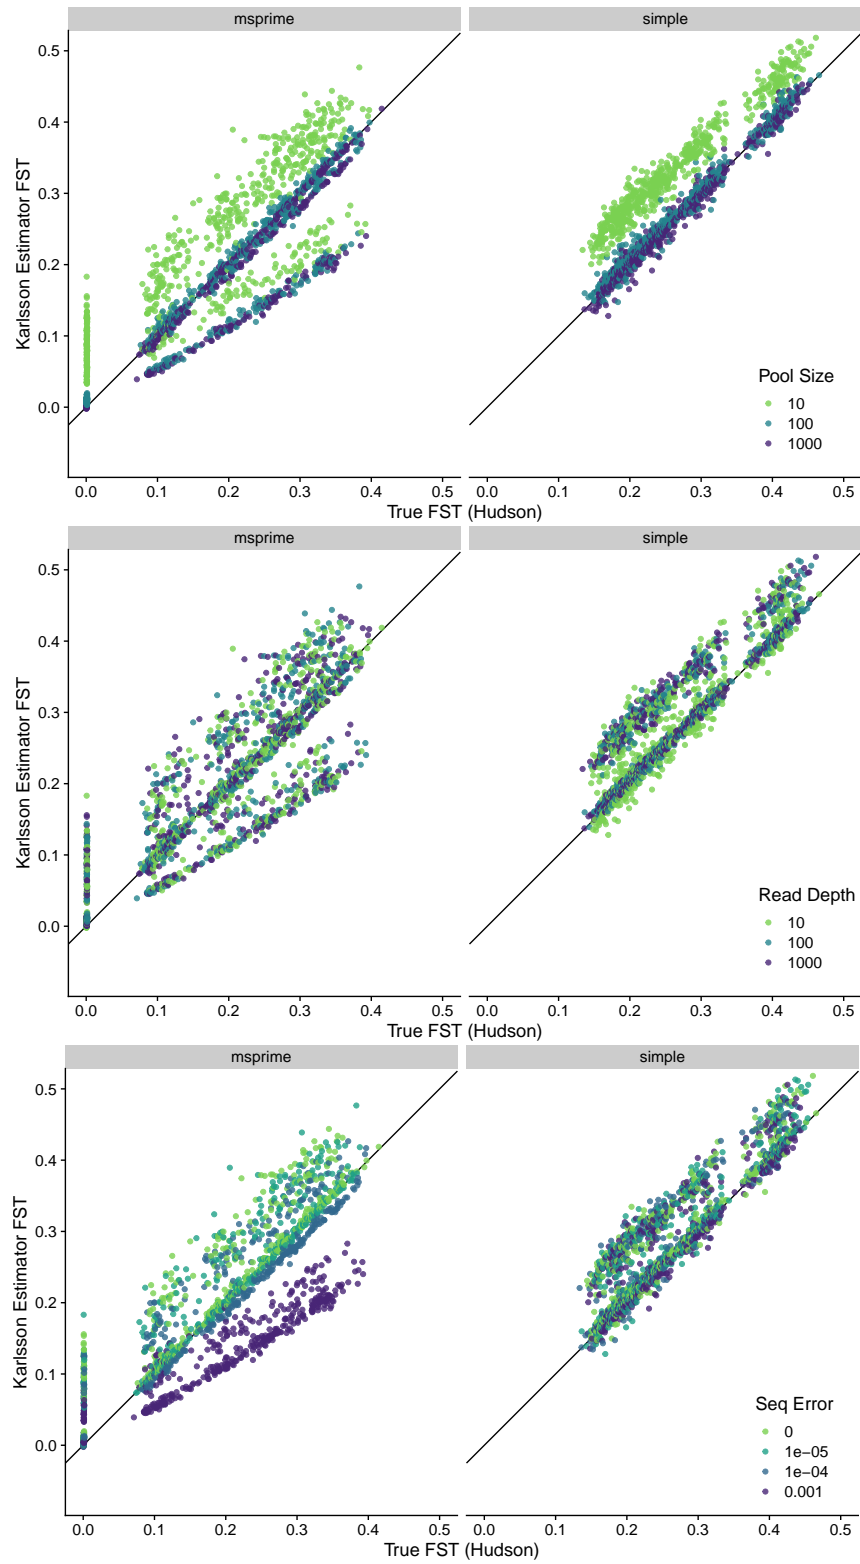 msprime simple
0.5
0.4
0.3
0.2
0.1
0.0
Karlsson Estimator FST
Pool Size
10
100
1000
0.0 0.1 0.2 0.3 0.4 0.5 0.0 0.1 0.2 0.3 0.4 0.5
True FST (Hudson)
msprime simple
0.5
0.4
0.3
0.2
0.1
0.0
Karlsson Estimator FST
Read Depth
10
100
1000
0.0 0.1 0.2 0.3 0.4 0.5 0.0 0.1 0.2 0.3 0.4 0.5
True FST (Hudson)
msprime simple
0.5
0.4
0.3
0.2
0.1
0.0
Karlsson Estimator FST
Seq Error
0
1e−05
1e−04
0.001
0.0 0.1 0.2 0.3 0.4 0.5 0.0 0.1 0.2 0.3 0.4 0.5
True FST (Hudson)